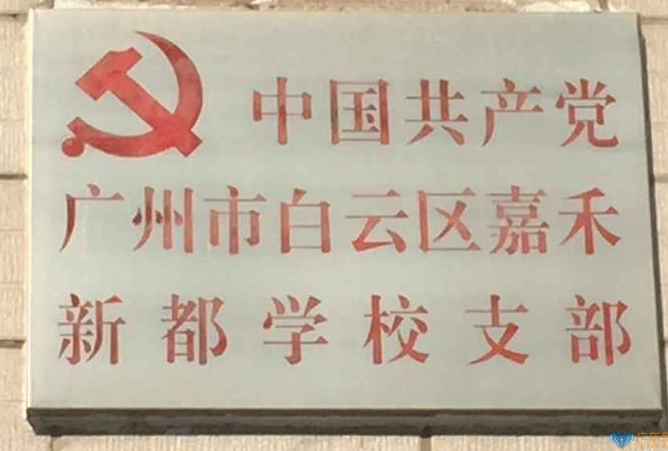 中国共产党
广州市白云区嘉禾
新都学校支部